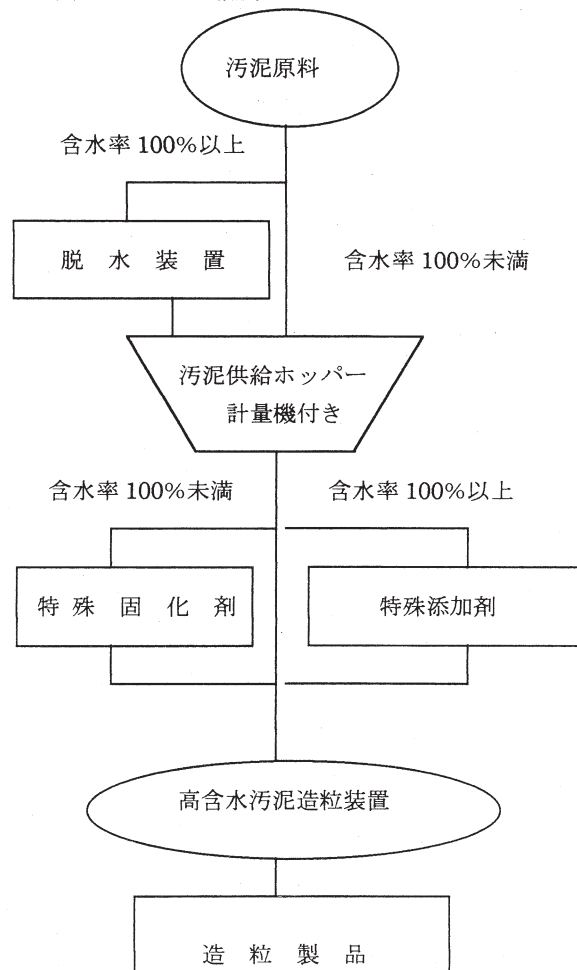 汚泥原料
含水率 100%以上
脱 水 装 置
含水率 100%未満
汚泥供給ホッパー
計量機付き
含水率 100%未満
含水率 100%以上
特 殊 固 化 剤
特殊添加剤
高含水汚泥造粒装置
造 粒 製 品